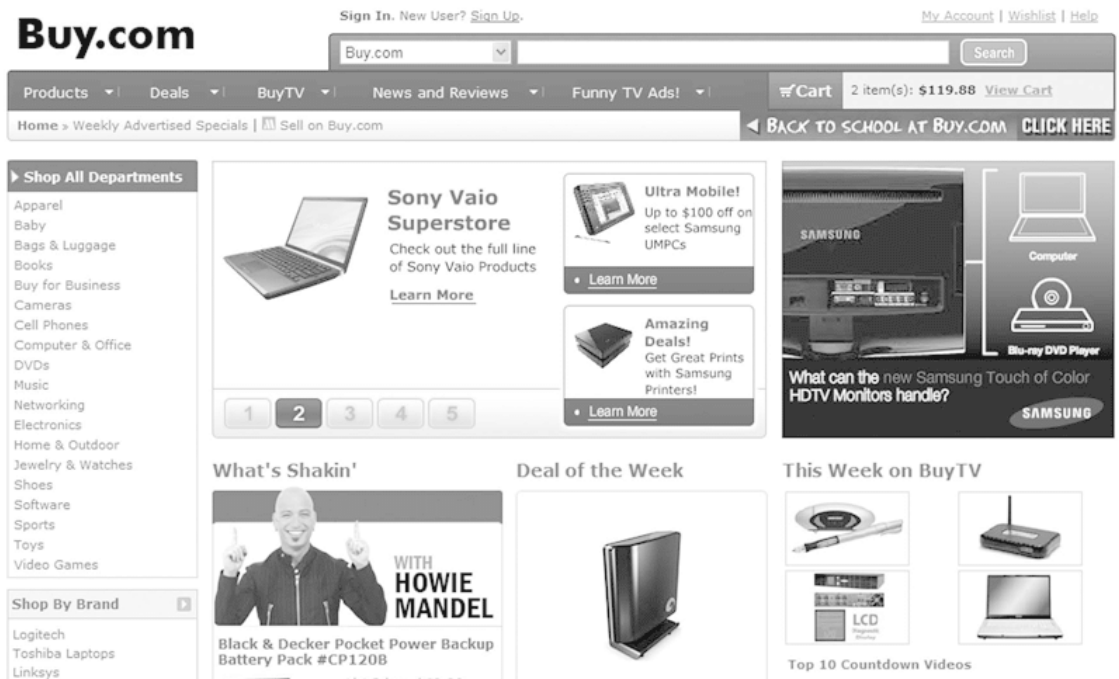 Buy.com
Sign In. New User? Sign Up.
My Account | Wishlist | Help
Buy.com
Search
Products
Deals
BuyTV
News and Reviews
Funny TV Ads!
Cart
2 item(s): $119.88 View Cart
Home » Weekly Advertised Specials | Sell on Buy.com
BACK TO SCHOOL AT BUY.COM CLICK HERE
Shop All Departments
Apparel
Baby
Bags & Luggage
Books
Buy for Business
Cameras
Cell Phones
Computer & Office
DVDs
Music
Networking
Electronics
Home & Outdoor
Jewelry & Watches
Shoes
Software
Sports
Toys
Video Games
Shop By Brand
Logitech
Toshiba Laptops
Linksys
Sony Vaio
Superstore
Check out the full line
of Sony Vaio Products
Learn More
1 2 3 4 5
Ultra Mobile!
Up to $100 off on
select Samsung
UMPCs
• Learn More
Amazing
Deals!
Get Great Prints
with Samsung
Printers!
• Learn More
SAMSUNG
Computer
Blu-ray DVD Player
What can the new Samsung Touch of Color
HDTV Monitors handle?
SAMSUNG
What's Shakin'
WITH
HOWIE
MANDEL
Black & Decker Pocket Power Backup
Battery Pack #CP120B
Deal of the Week
This Week on BuyTV
LCD
Top 10 Countdown Videos